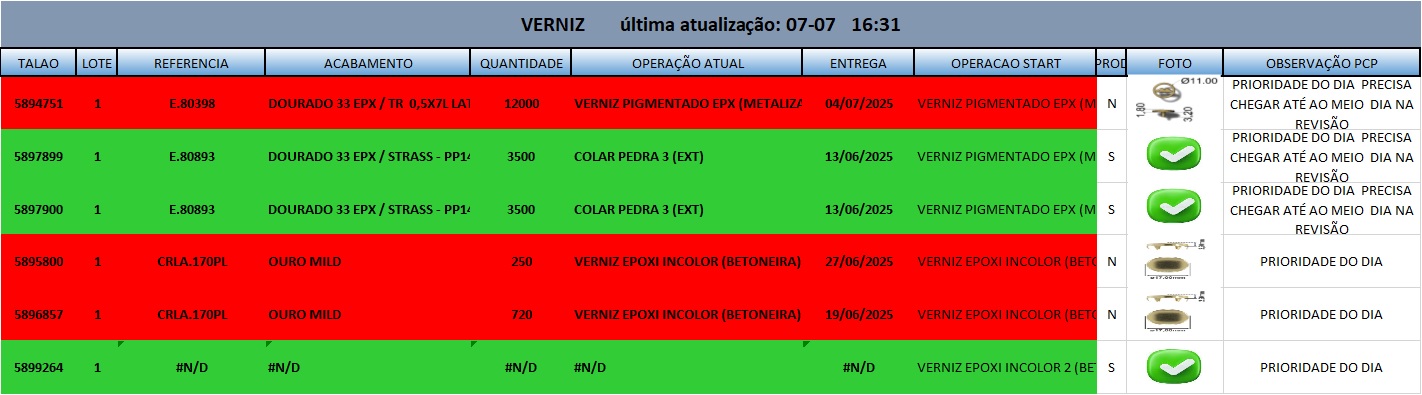 VERNIZ última atualização: 07-07 16:31
TALAO LOTE REFERENCIA ACABAMENTO QUANTIDADE OPERAÇÃO ATUAL ENTREGA OPERACAO START PROD FOTO OBSERVAÇÃO PCP
5894751 1 E.80398 DOURADO 33 EPX / TR 0,5X7L LAT 12000 VERNIZ PIGMENTADO EPX (METALIZA 04/07/2025 VERNIZ PIGMENTADO EPX (M N
Ø11.00
1,80
3,20
PRIORIDADE DO DIA PRECISA
CHEGAR ATÉ AO MEIO DIA NA
REVISÃO
5897899 1 E.80893 DOURADO 33 EPX / STRASS - PP14 3500 COLAR PEDRA 3 (EXT) 13/06/2025 VERNIZ PIGMENTADO EPX (M S
PRIORIDADE DO DIA PRECISA
CHEGAR ATÉ AO MEIO DIA NA
REVISÃO
5897900 1 E.80893 DOURADO 33 EPX / STRASS - PP14 3500 COLAR PEDRA 3 (EXT) 13/06/2025 VERNIZ PIGMENTADO EPX (M S
PRIORIDADE DO DIA PRECISA
CHEGAR ATÉ AO MEIO DIA NA
REVISÃO
5895800 1 CRLA.170PL OURO MILD 250 VERNIZ EPOXI INCOLOR (BETONEIRA) 27/06/2025 VERNIZ EPOXI INCOLOR (BETO N PRIORIDADE DO DIA
5896857 1 CRLA.170PL OURO MILD 720 VERNIZ EPOXI INCOLOR (BETONEIRA) 19/06/2025 VERNIZ EPOXI INCOLOR (BETO N PRIORIDADE DO DIA
5899264 1 #N/D #N/D #N/D #N/D #N/D VERNIZ EPOXI INCOLOR 2 (BE S PRIORIDADE DO DIA